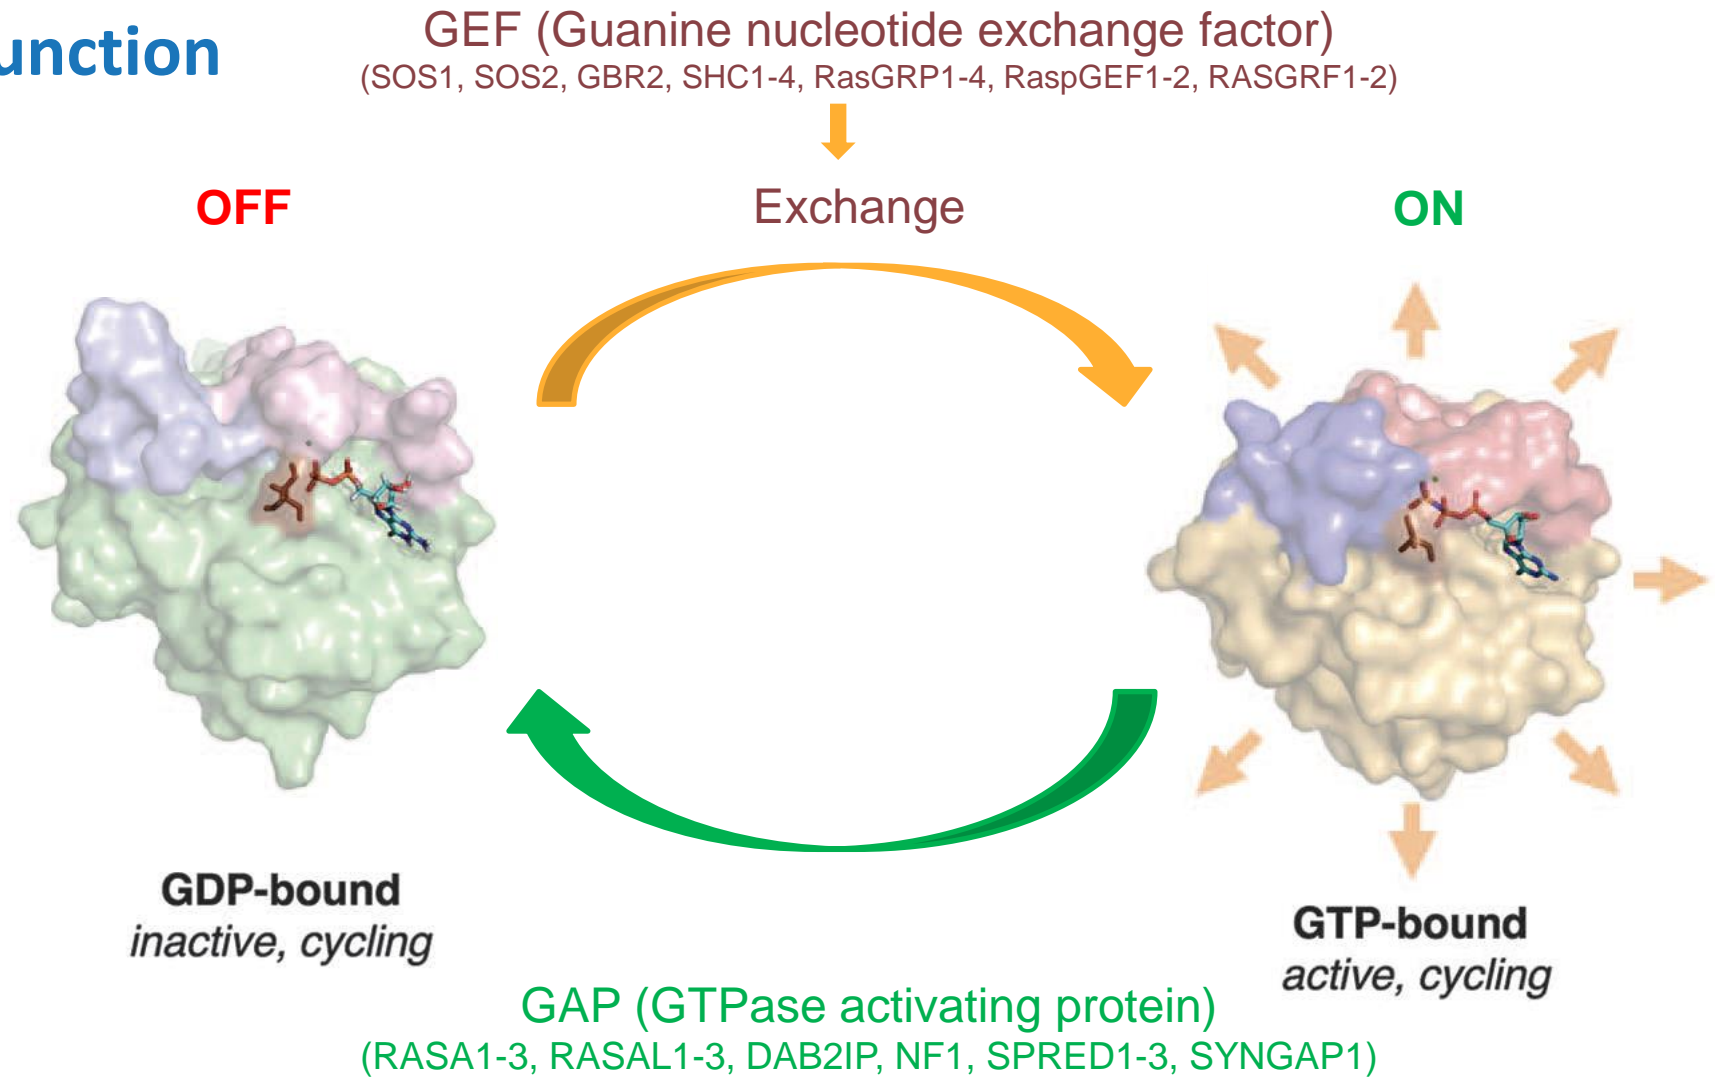 unction
GEF (Guanine nucleotide exchange factor)
(SOS1, SOS2, GBR2, SHC1-4, RasGRP1-4, RaspGEF1-2, RASGRF1-2)
OFF
Exchange
ON
GDP-bound
inactive, cycling
GTP-bound
active, cycling
GAP (GTPase activating protein)
(RASA1-3, RASAL1-3, DAB2IP, NF1, SPRED1-3, SYNGAP1)